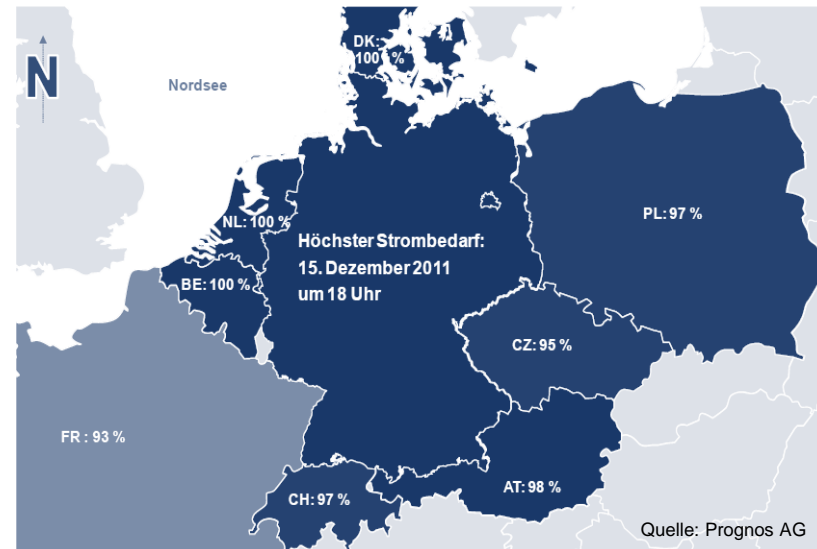 DK:
100 %
N
Nordsee
NL: 100 %
PL: 97 %
Höchster Strombedarf:
15. Dezember 2011
um 18 Uhr
BE: 100 %
CZ: 95 %
FR : 93 %
CH: 97 %
AT: 98 %
Quelle: Prognos AG